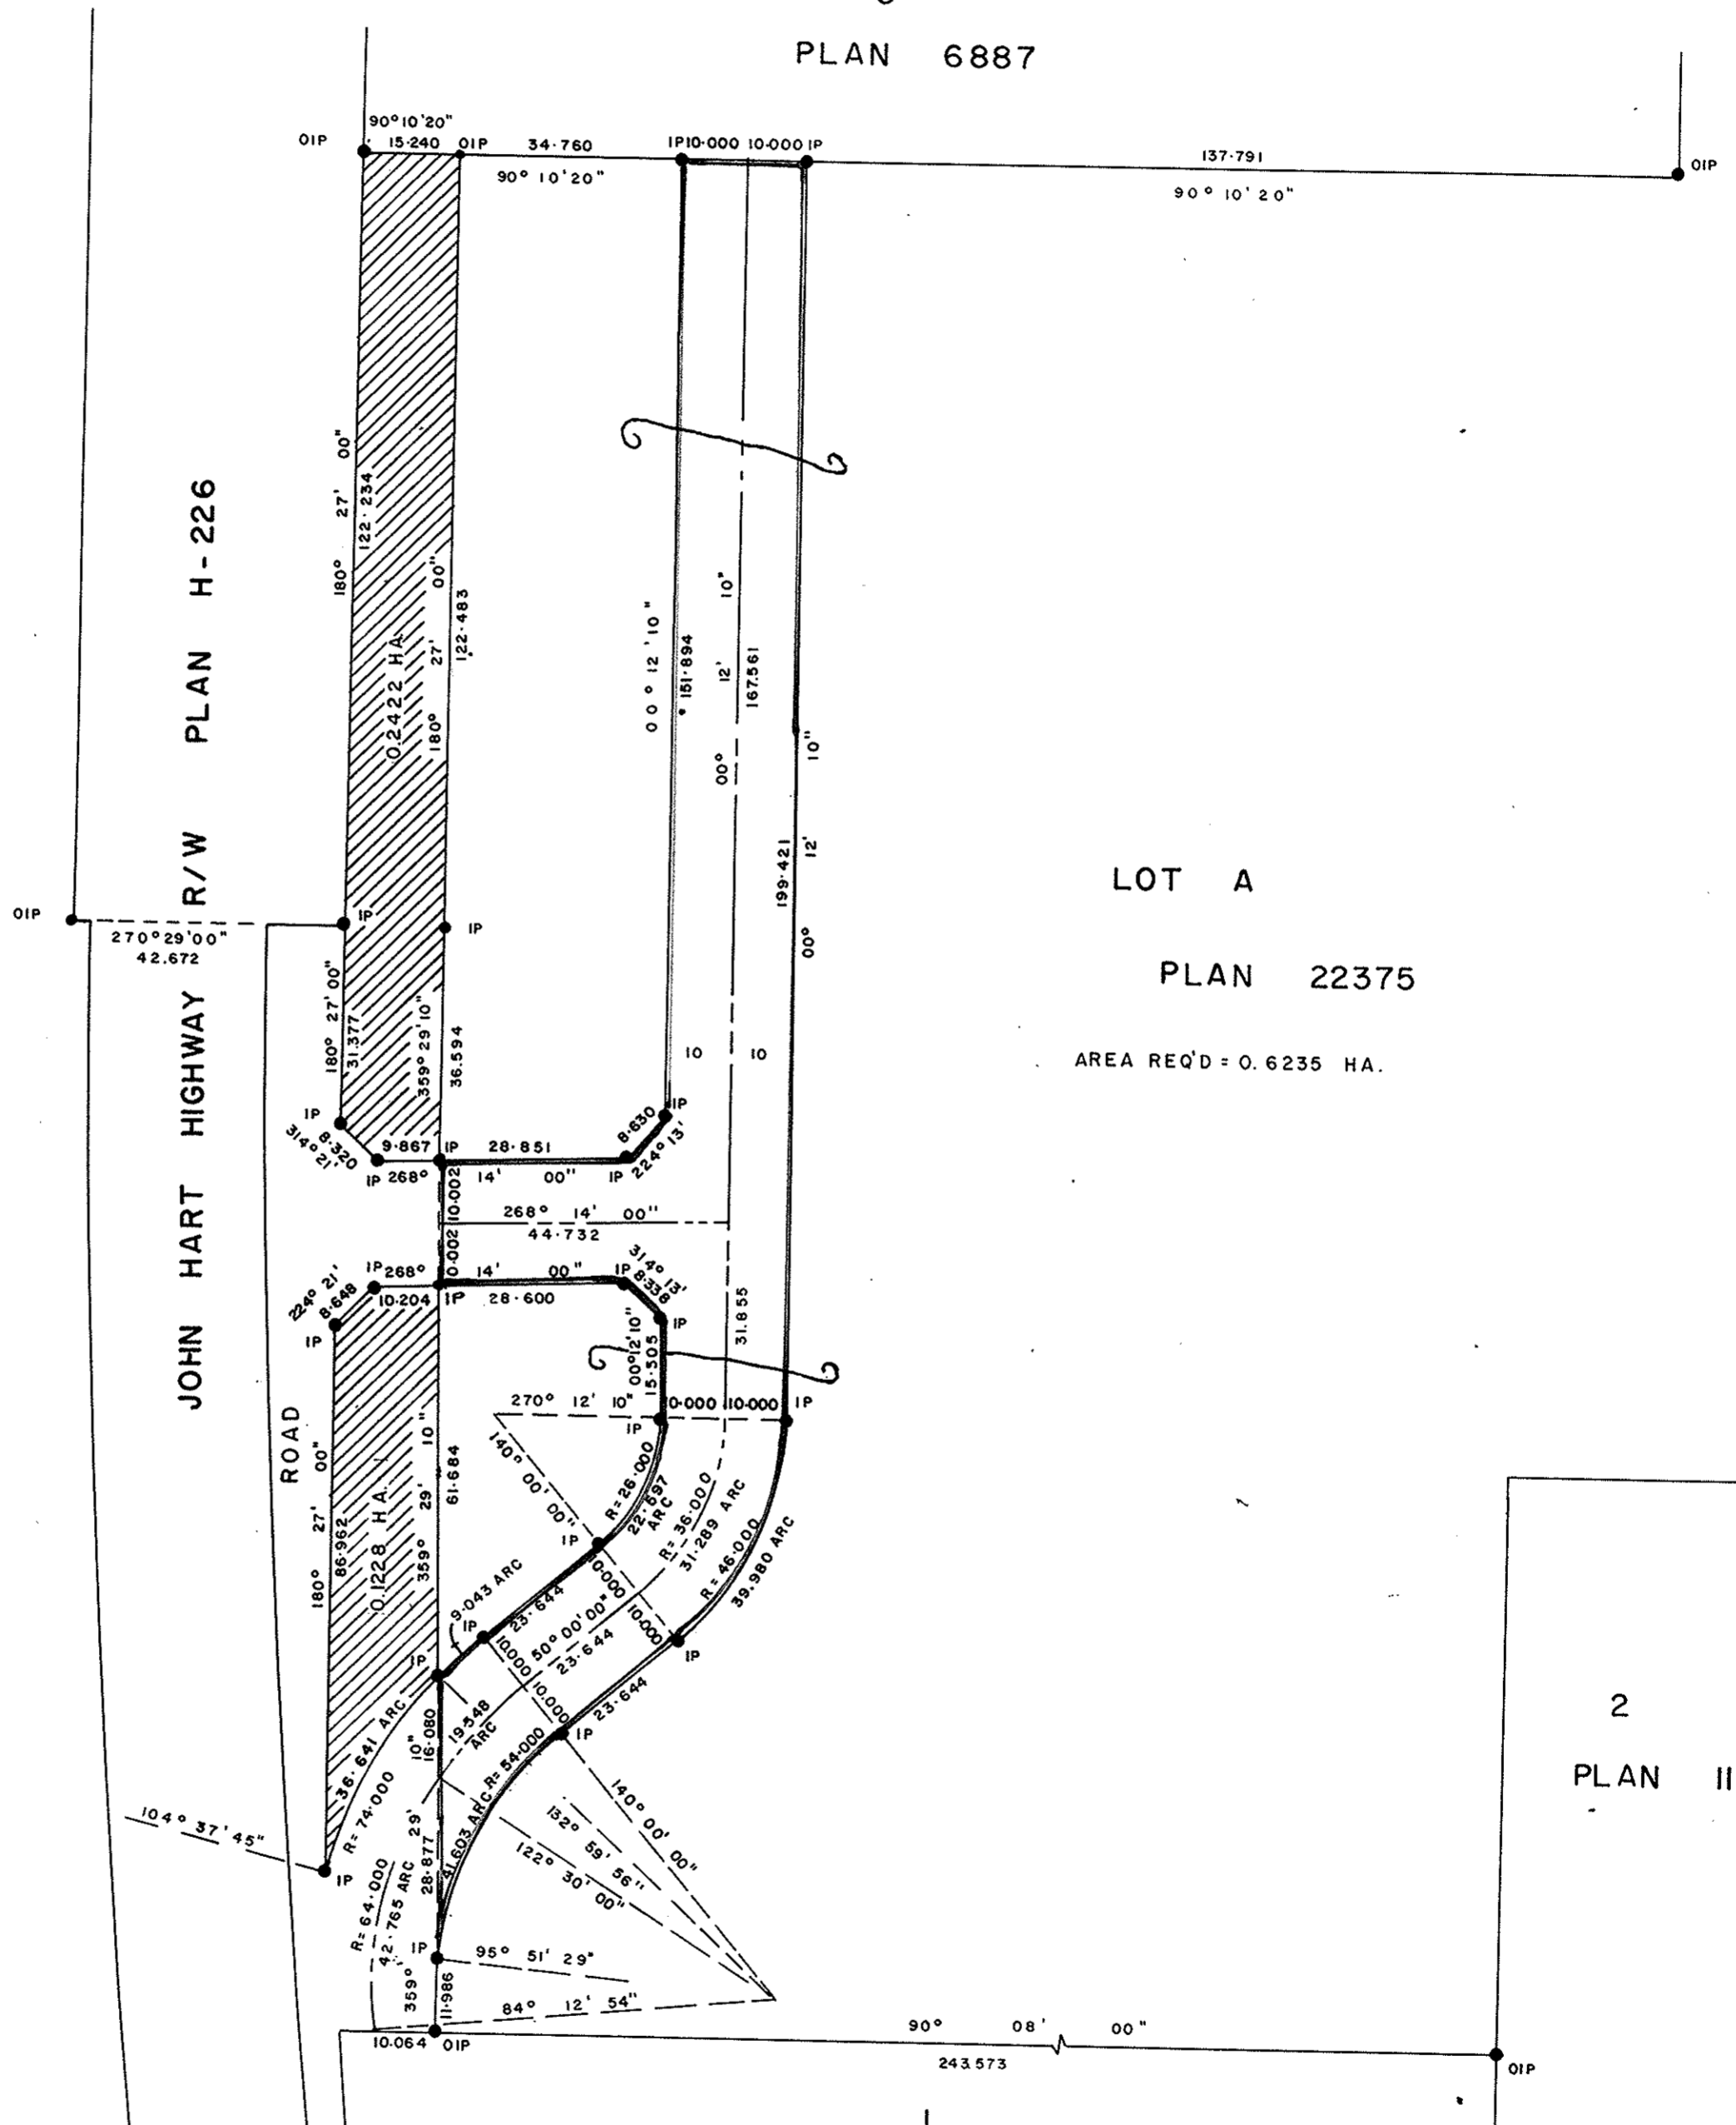 PLAN 6887
90°10'20"
OIP 15.240 OIP 34.760 IP 10.000 10.000 IP 137.791 OIP
90° 10' 20"
90° 10' 20"
JOHN HART HIGHWAY R/W PLAN H-226
180° 27' 00"
122.234
0.2422 HA.
180° 27' 00"
122.483
00° 12' 10"
151.894
00° 12' 10"
167.561
00° 12' 10"
199.421
LOT A
PLAN 22375
AREA REQ'D = 0.6235 HA.
OIP
270°29'00"
42.672
IP
IP
180° 27' 00"
31.377
359° 29' 10"
36.594
10 10
IP
314° 21'
8.320
9.867 IP 28.851
IP 268° 14' 00" IP
8.630
224° 13'
IP
10.002
268° 14' 00"
44.732
0.002
224° 21'
8.648
IP
IP 268° 14' 00" IP
10.204 IP 28.600
314° 13'
8.338
IP
00°12'10"
15.505
31.855
270° 12' 10" 0.000 10.000 IP
IP
140° 00' 00"
ROAD
180° 27' 00"
86.962
0.1228 HA.
359° 29' 10"
61.684
R=26.000
22.697
ARC
R=36.000
31.289 ARC
R=46.000
39.980 ARC
IP
10.000
10.000
IP
9.043 ARC
IP
23.644
50° 00' 00"
23.644
23.644
10.000
10.000
IP
IP
36.641 ARC
R=74.000
10"
16.080
19.548
ARC
R=54.000
41.603 ARC
104° 37' 45"
IP
R=64.000
42.765 ARC
28.877
29'
359°
140° 00' 00"
132° 59' 56"
122° 30' 00"
IP
95° 51' 29"
11.986
84° 12' 54"
10.064 OIP
90° 08' 00"
243.573
OIP
2
PLAN 11